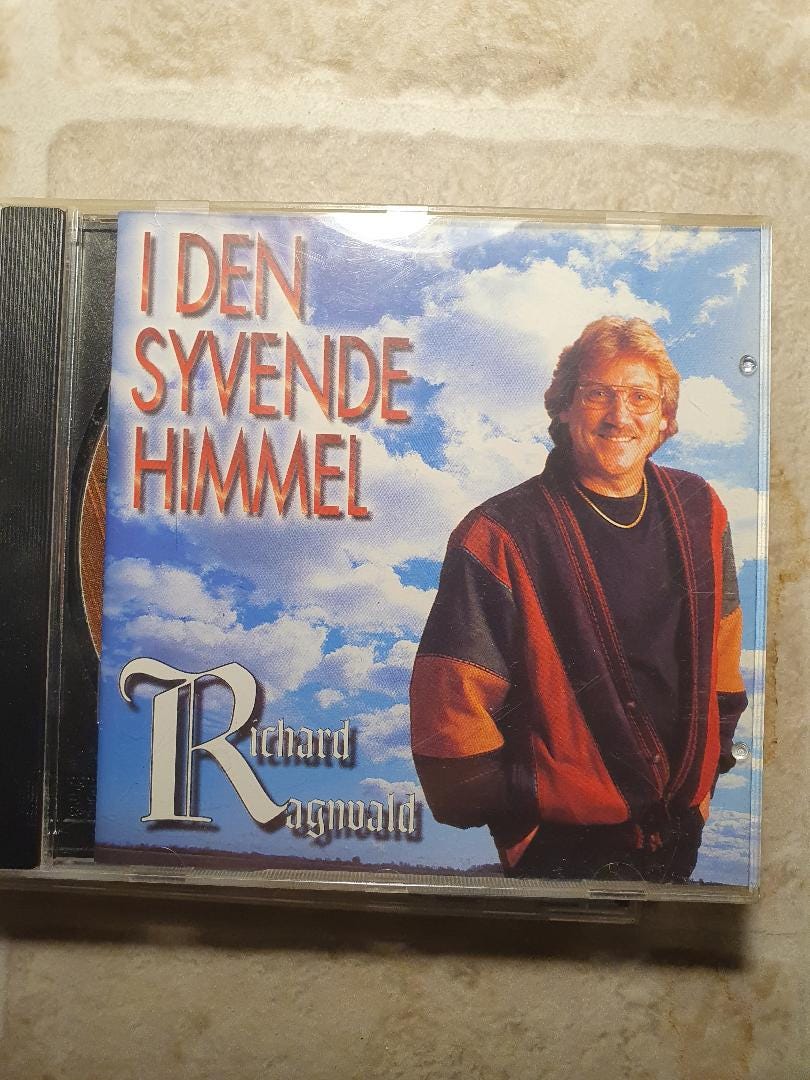 I DEN
SYVENDE
HIMMEL
Richard
Ragnvald